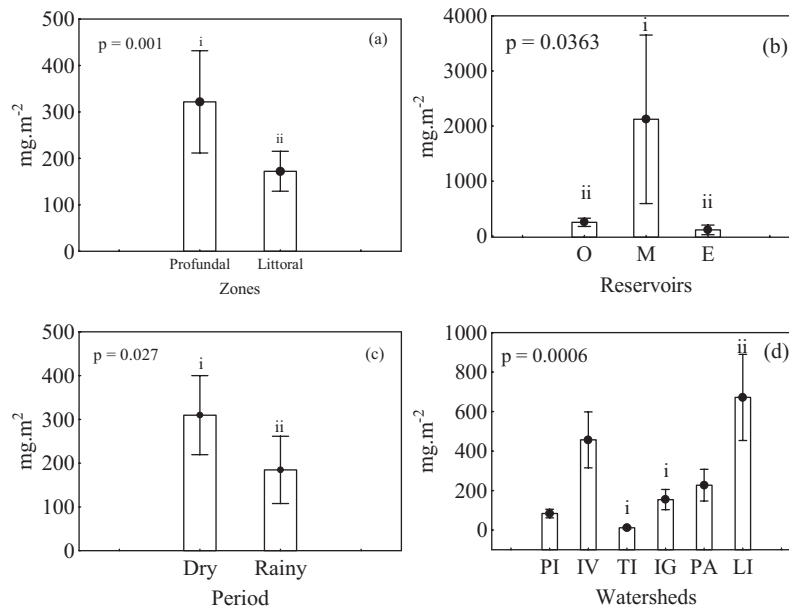 500
400
300
200
100
0
mg.m⁻²
p = 0.001
(a)
i
ii
Profundal
Littoral
Zones
4000
3000
2000
1000
0
mg.m⁻²
p = 0.0363
(b)
i
ii
ii
O M E
Reservoirs
500
400
300
200
100
0
mg.m⁻²
p = 0.027
(c)
i
ii
Dry Rainy
Period
1000
800
600
400
200
0
mg.m⁻²
p = 0.0006
(d)
ii
i
i
PI IV TI IG PA LI
Watersheds